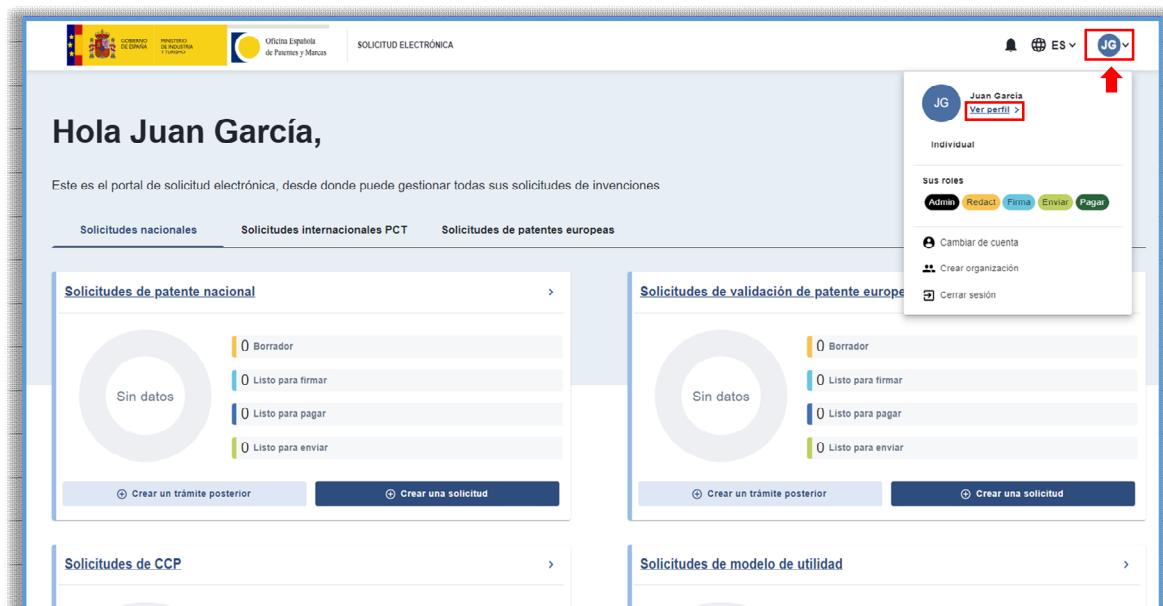 GOBIERNO DE ESPAÑA
MINISTERIO DE INDUSTRIA Y TURISMO
Oficina Española de Patentes y Marcas
SOLICITUD ELECTRÓNICA
ES
JG
JG
Juan García
Ver perfil >
Individual
Sus roles
Admin Redact Firma Enviar Pagar
Cambiar de cuenta
Crear organización
Cerrar sesión
Hola Juan García,
Este es el portal de solicitud electrónica, desde donde puede gestionar todas sus solicitudes de invenciones
Solicitudes nacionales Solicitudes internacionales PCT Solicitudes de patentes europeas
Solicitudes de patente nacional >
Sin datos
0 Borrador
0 Listo para firmar
0 Listo para pagar
0 Listo para enviar
Crear un trámite posterior Crear una solicitud
Solicitudes de validación de patente europe
Sin datos
0 Borrador
0 Listo para firmar
0 Listo para pagar
0 Listo para enviar
Crear un trámite posterior Crear una solicitud
Solicitudes de CCP >
Solicitudes de modelo de utilidad >